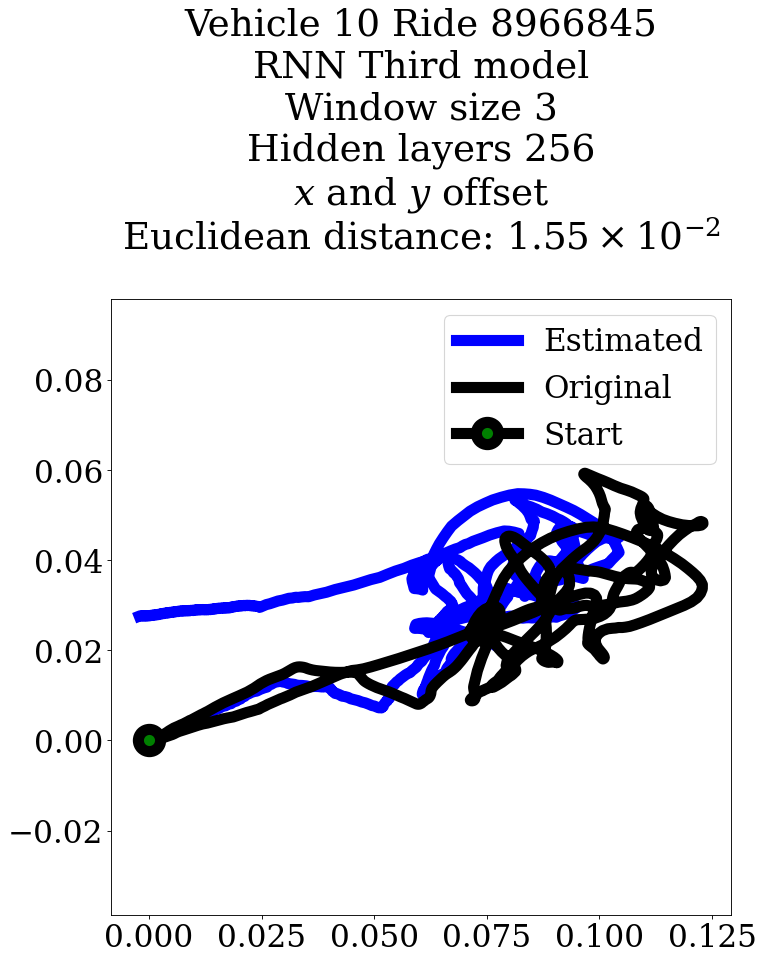 Vehicle 10 Ride 8966845
RNN Third model
Window size 3
Hidden layers 256
x and y offset
Euclidean distance: 1.55 × 10⁻²
Estimated
Original
Start
0.08
0.06
0.04
0.02
0.00
−0.02
0.000 0.025 0.050 0.075 0.100 0.125